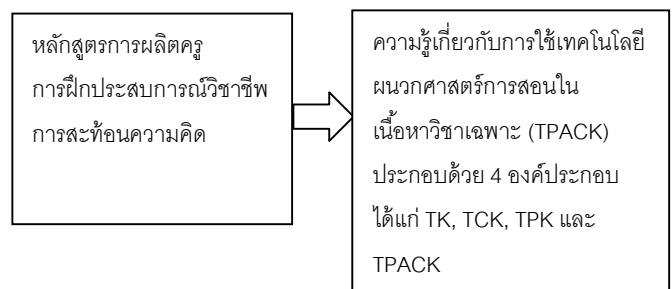 หลักสูตรการผลิตครู
การฝึกประสบการณ์วิชาชีพ
การสะท้อนความคิด
ความรู้เกี่ยวกับการใช้เทคโนโลยี
ผนวกศาสตร์การสอนใน
เนื้อหาวิชาเฉพาะ (TPACK)
ประกอบด้วย 4 องค์ประกอบ
ได้แก่ TK, TCK, TPK และ
TPACK